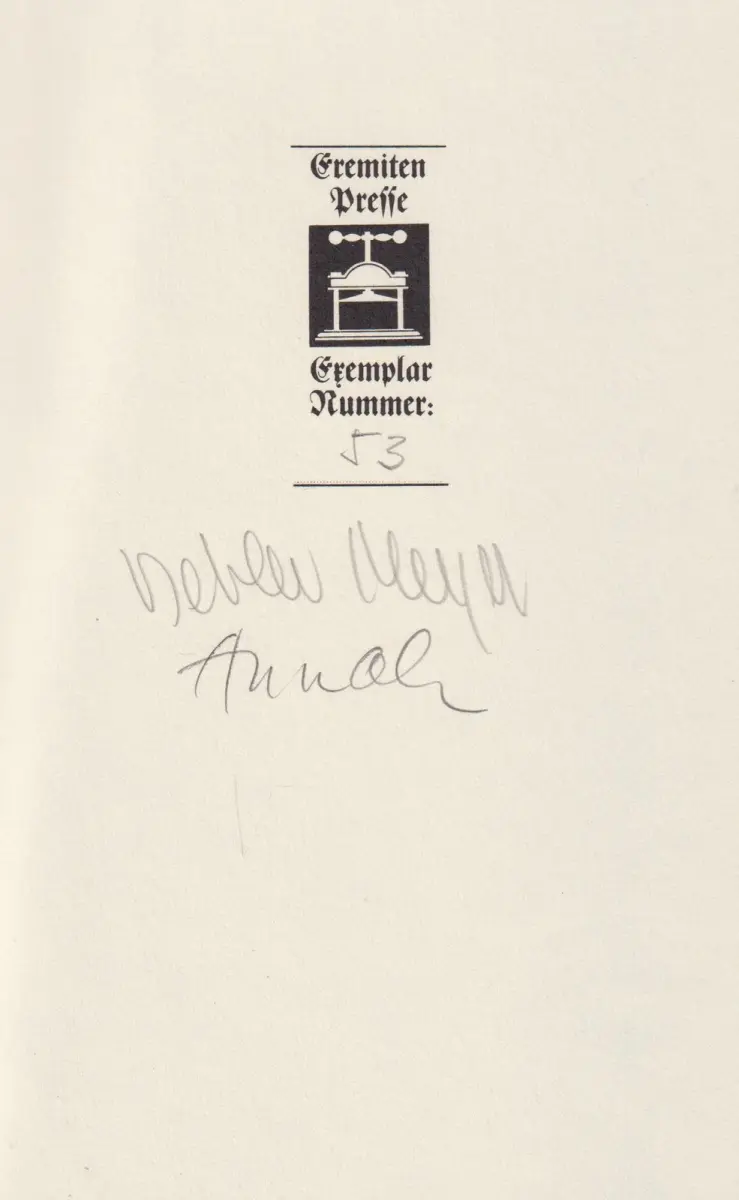 Eremiten
Presse
Exemplar
Nummer:
53
Detlev Meyer